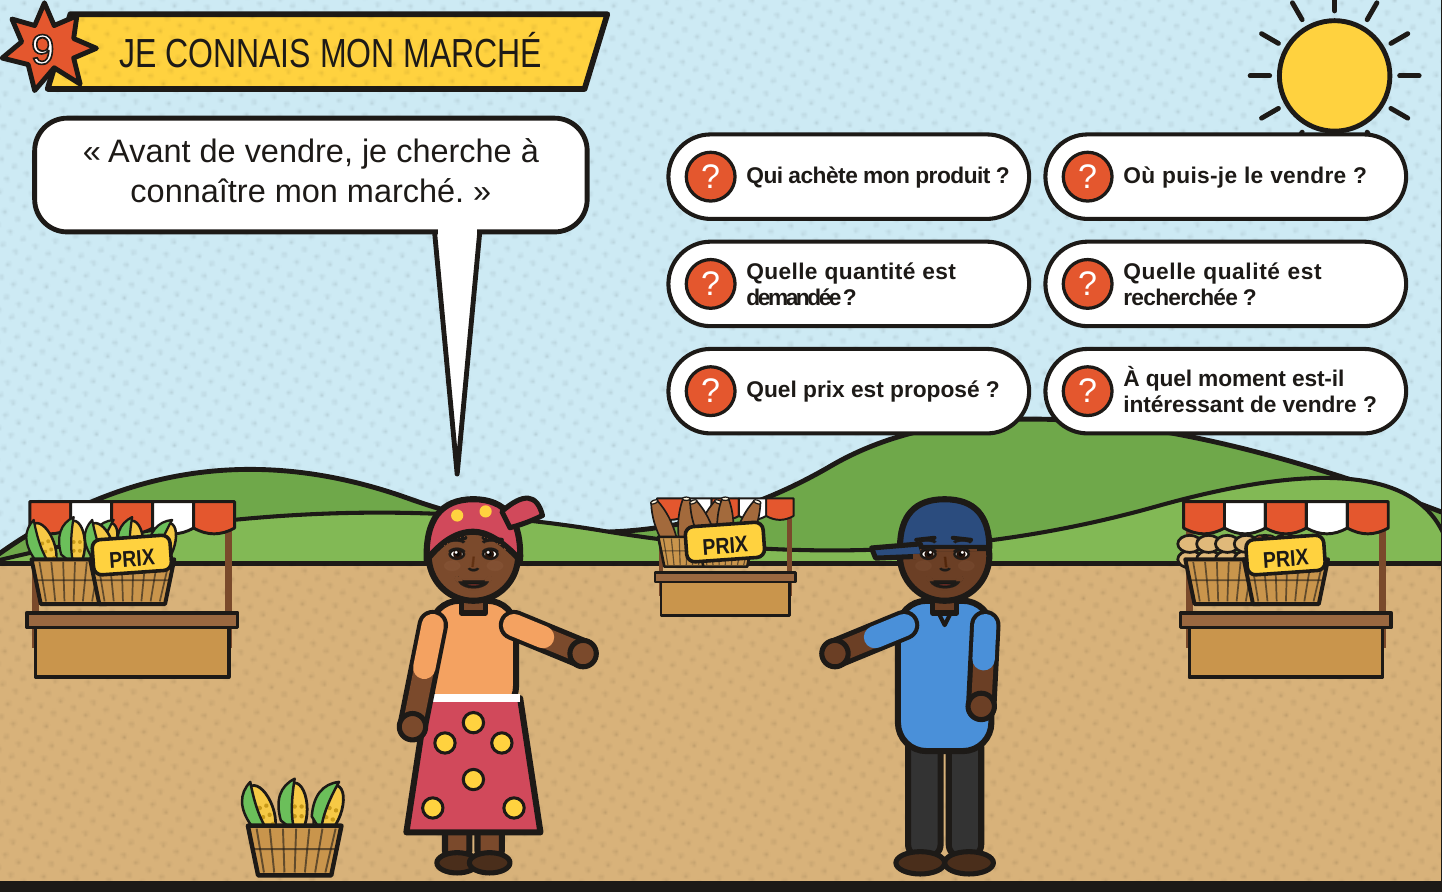 9
JE CONNAIS MON MARCHÉ
« Avant de vendre, je cherche à
connaître mon marché. »
? Qui achète mon produit ?
? Où puis-je le vendre ?
? Quelle quantité est
demandée ?
? Quelle qualité est
recherchée ?
? Quel prix est proposé ?
? À quel moment est-il
intéressant de vendre ?
PRIX
PRIX
PRIX